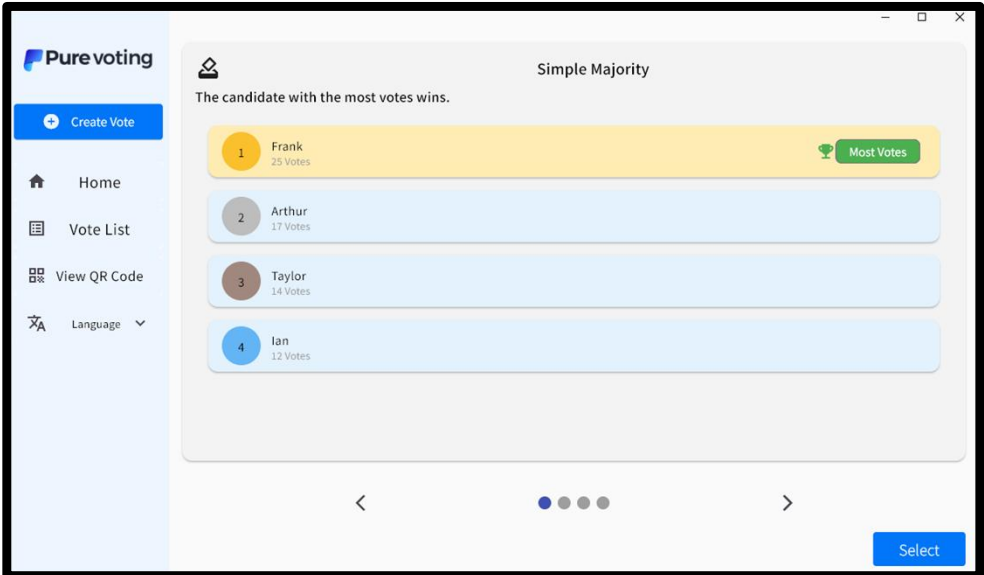 Pure voting
Create Vote
Home
Vote List
View QR Code
Language
Simple Majority
The candidate with the most votes wins.
1
Frank
25 Votes
Most Votes
2
Arthur
17 Votes
3
Taylor
14 Votes
4
Ian
12 Votes
Select